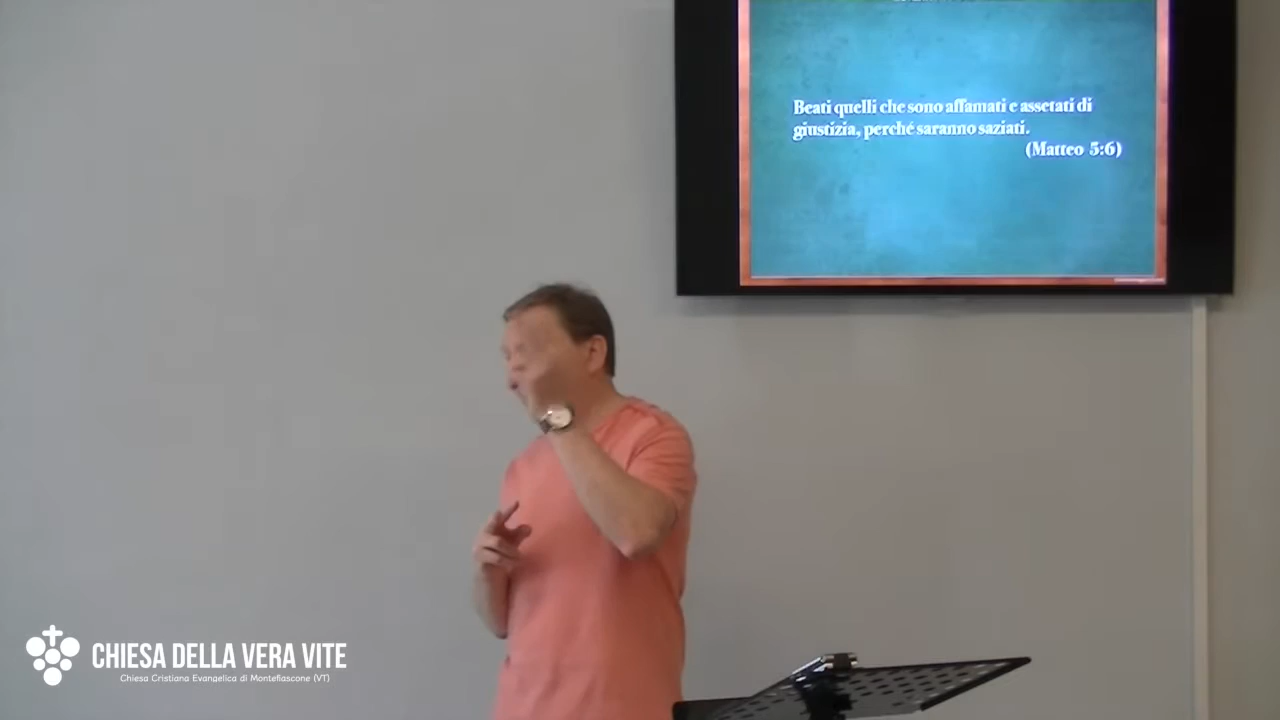 Beati quelli che sono affamati e assetati di
giustizia, perché saranno saziati.
(Matteo 5:6)
CHIESA DELLA VERA VITE
Chiesa Cristiana Evangelica di Montefiascone (VT)